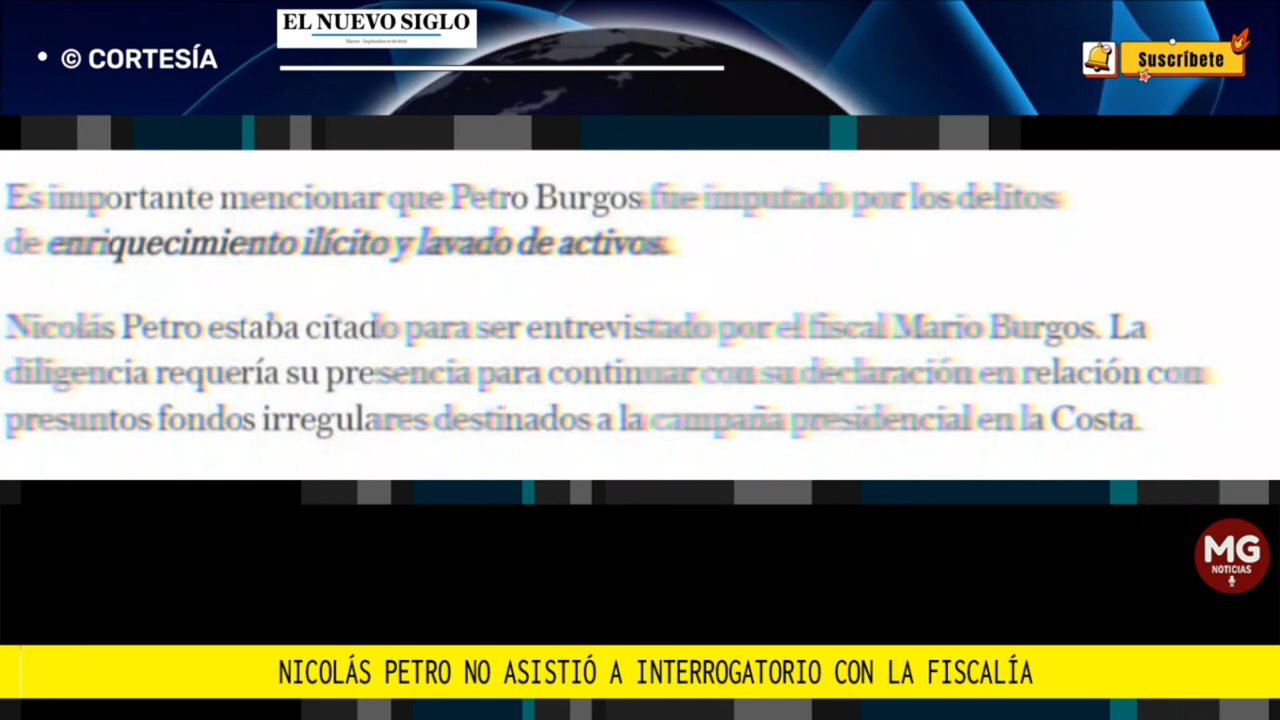 EL NUEVO SIGLO
• © CORTESÍA
Suscríbete
Es importante mencionar que Petro Burgos fue imputado por los delitos
de enriquecimiento ilícito y lavado de activos.
Nicolás Petro estaba citado para ser entrevistado por el fiscal Mario Burgos. La
diligencia requería su presencia para continuar con su declaración en relación con
presuntos fondos irregulares destinados a la campaña presidencial en la Costa.
MG
NOTICIAS
NICOLÁS PETRO NO ASISTIÓ A INTERROGATORIO CON LA FISCALÍA